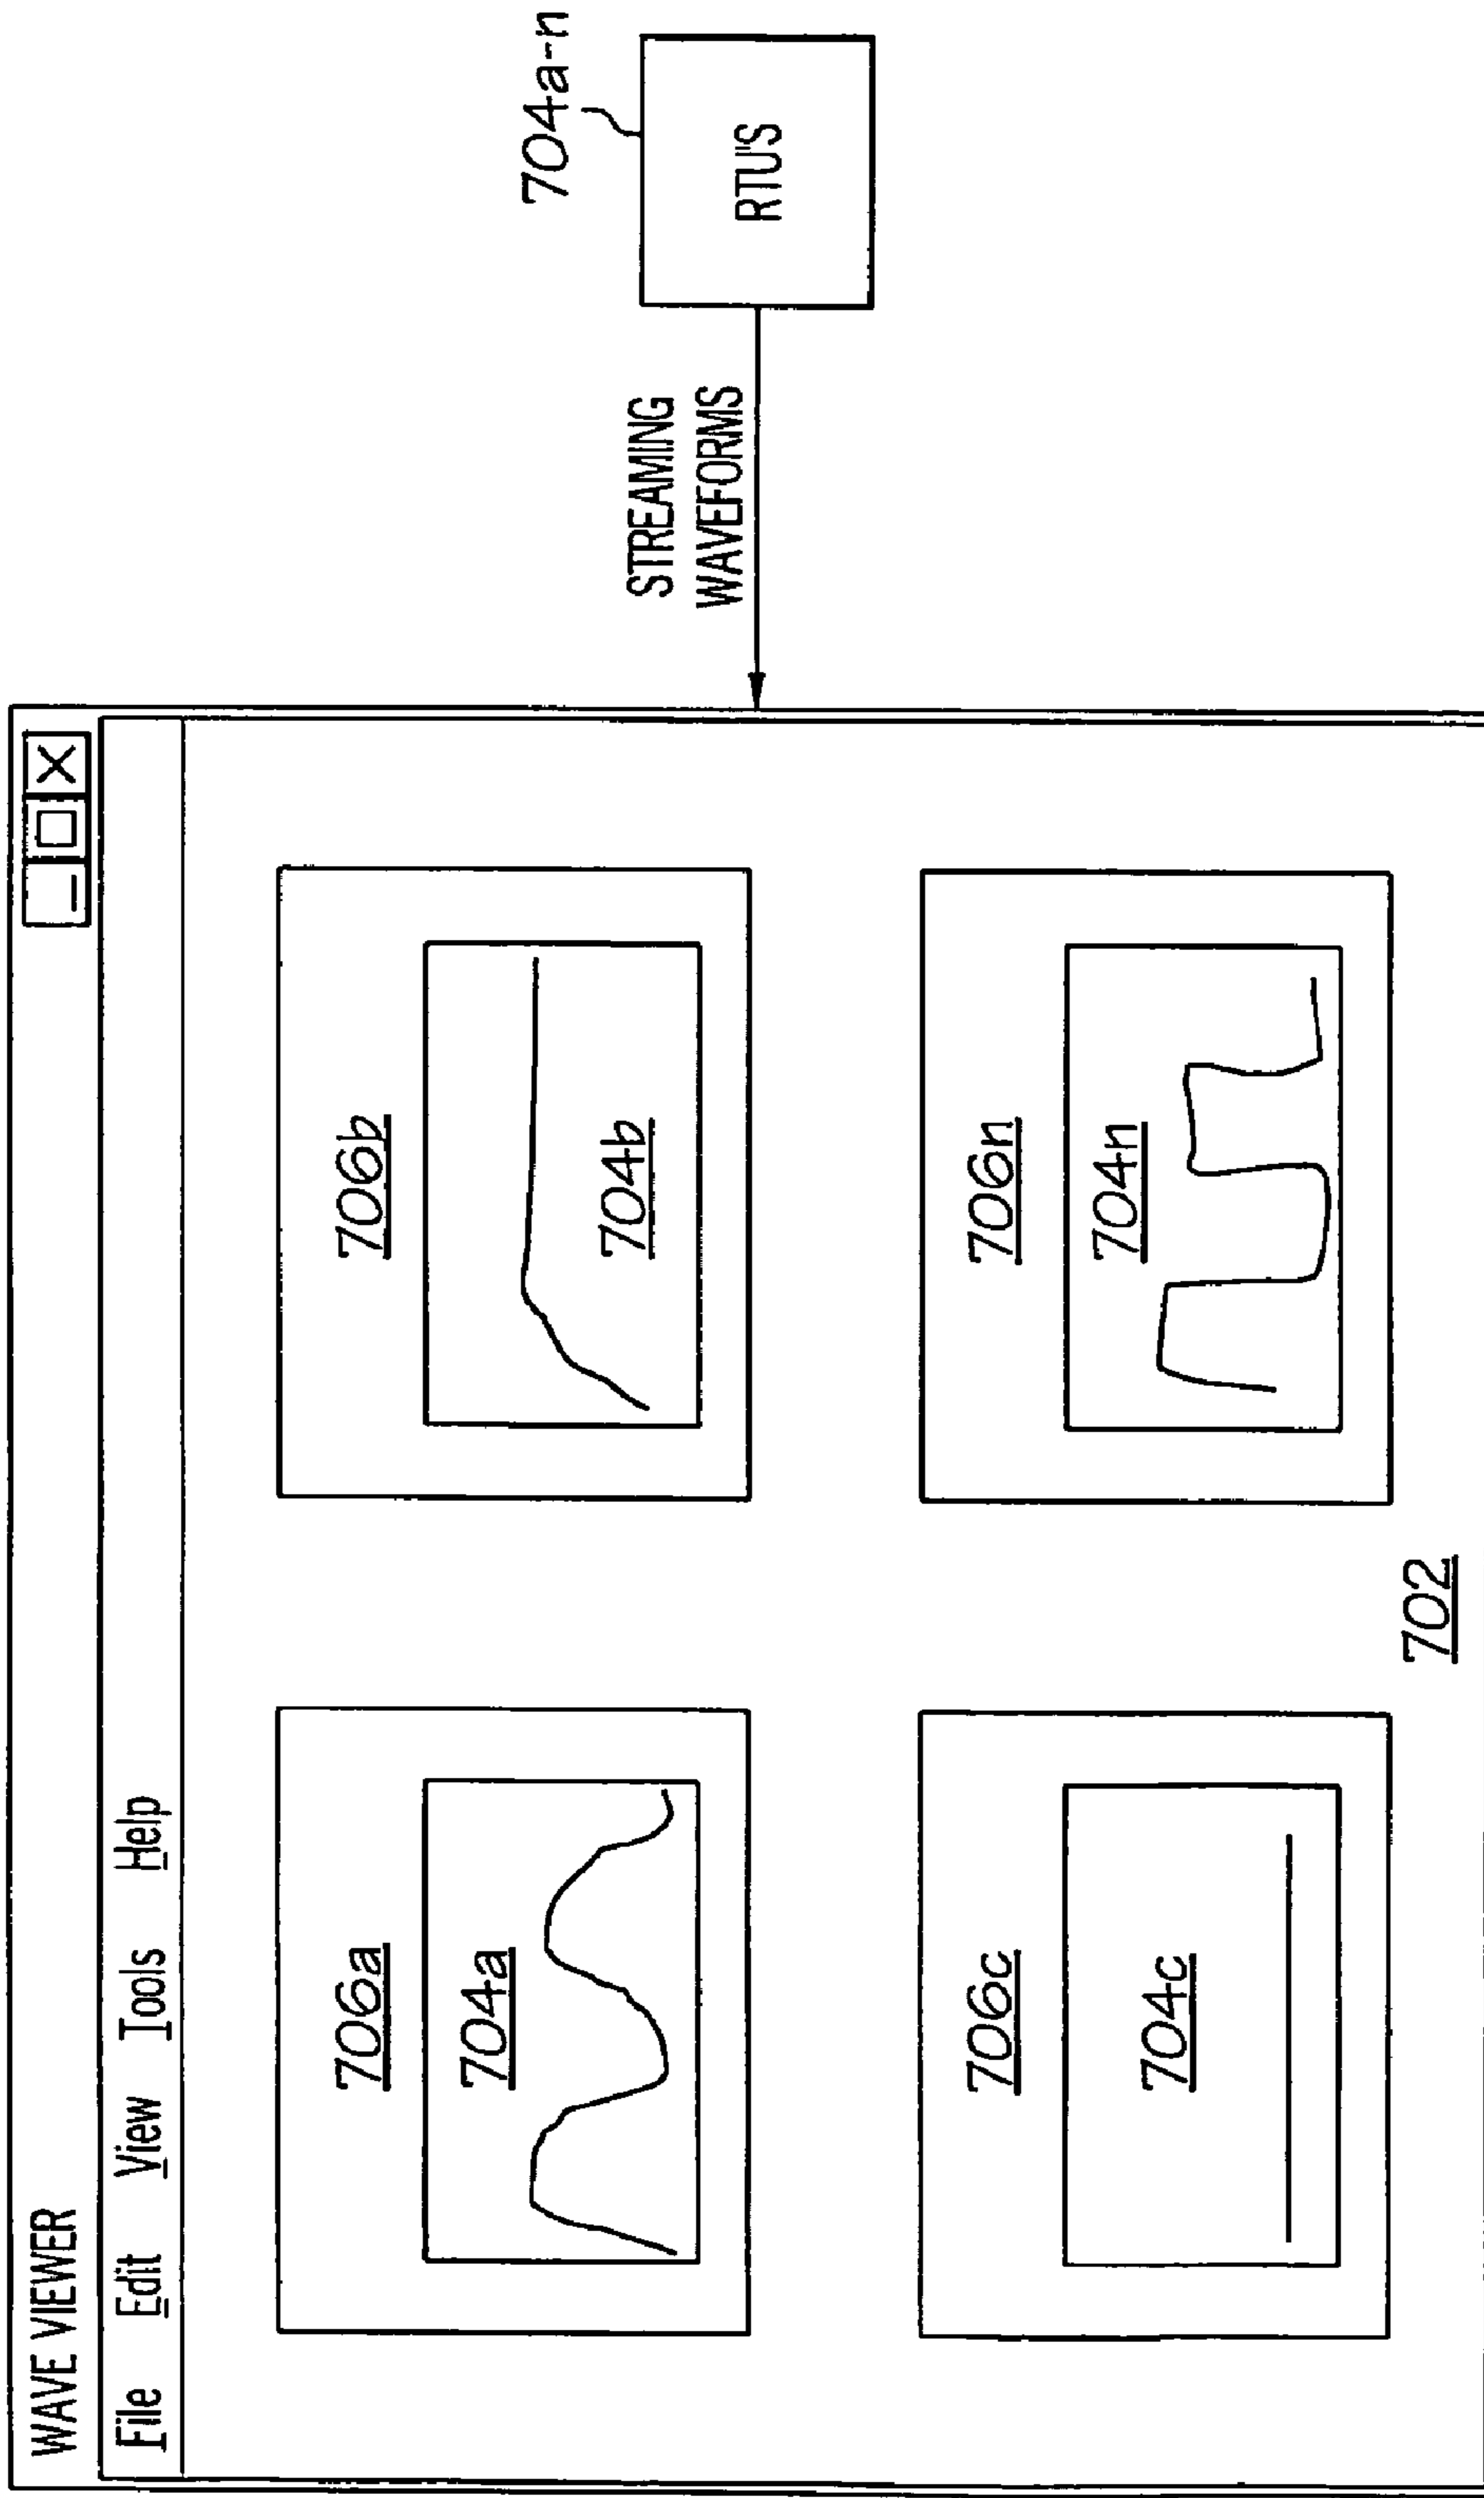 WAVE VIEWER
File Edit View Tools Help
706a
704a
706b
704b
706c
704c
706n
704n
702
STREAMING
WAVEFORMS
704a-n
RTU'S